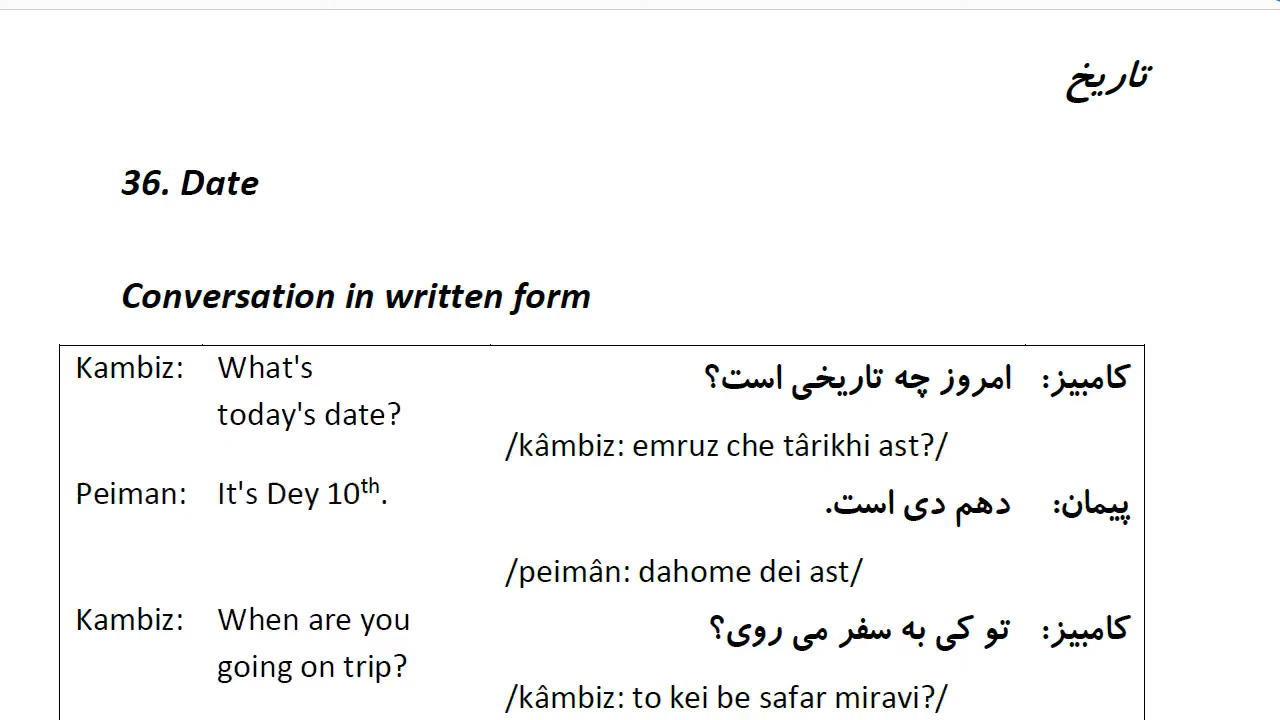 تاریخ
36. Date
Conversation in written form
Kambiz: What's today's date? کامبیز: امروز چه تاریخی است؟
/kâmbiz: emruz che târikhi ast?/
Peiman: It's Dey 10th. پیمان: دهم دی است.
/peimân: dahome dei ast/
Kambiz: When are you going on trip? کامبیز: تو کی به سفر می روی؟
/kâmbiz: to kei be safar miravi?/